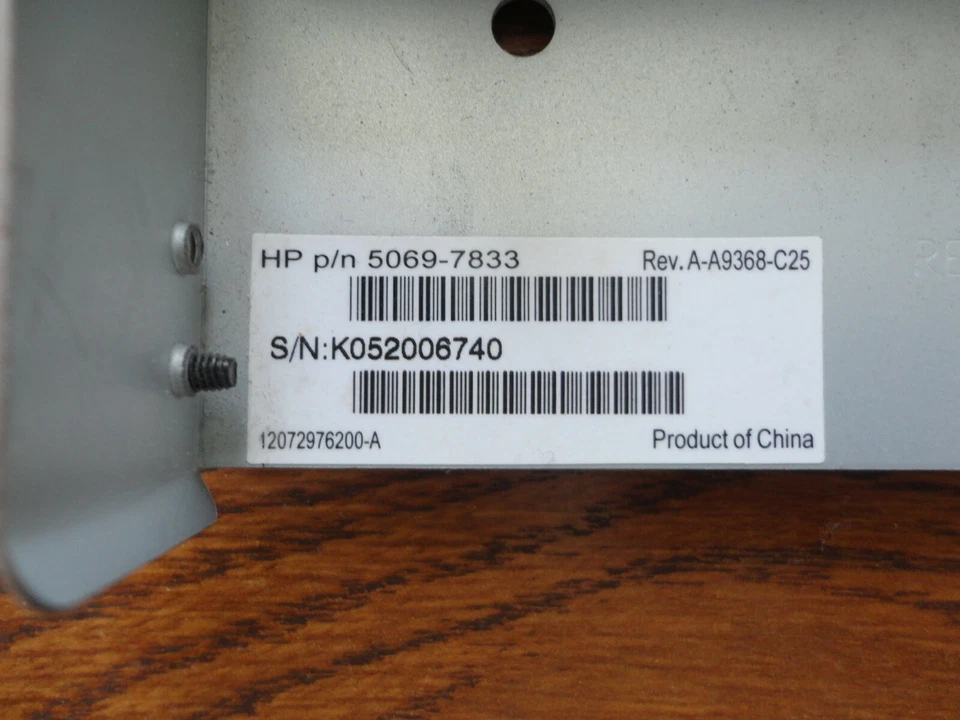 HP p/n 5069-7833
Rev. A-A9368-C25
S/N:K052006740
12072976200-A
Product of China